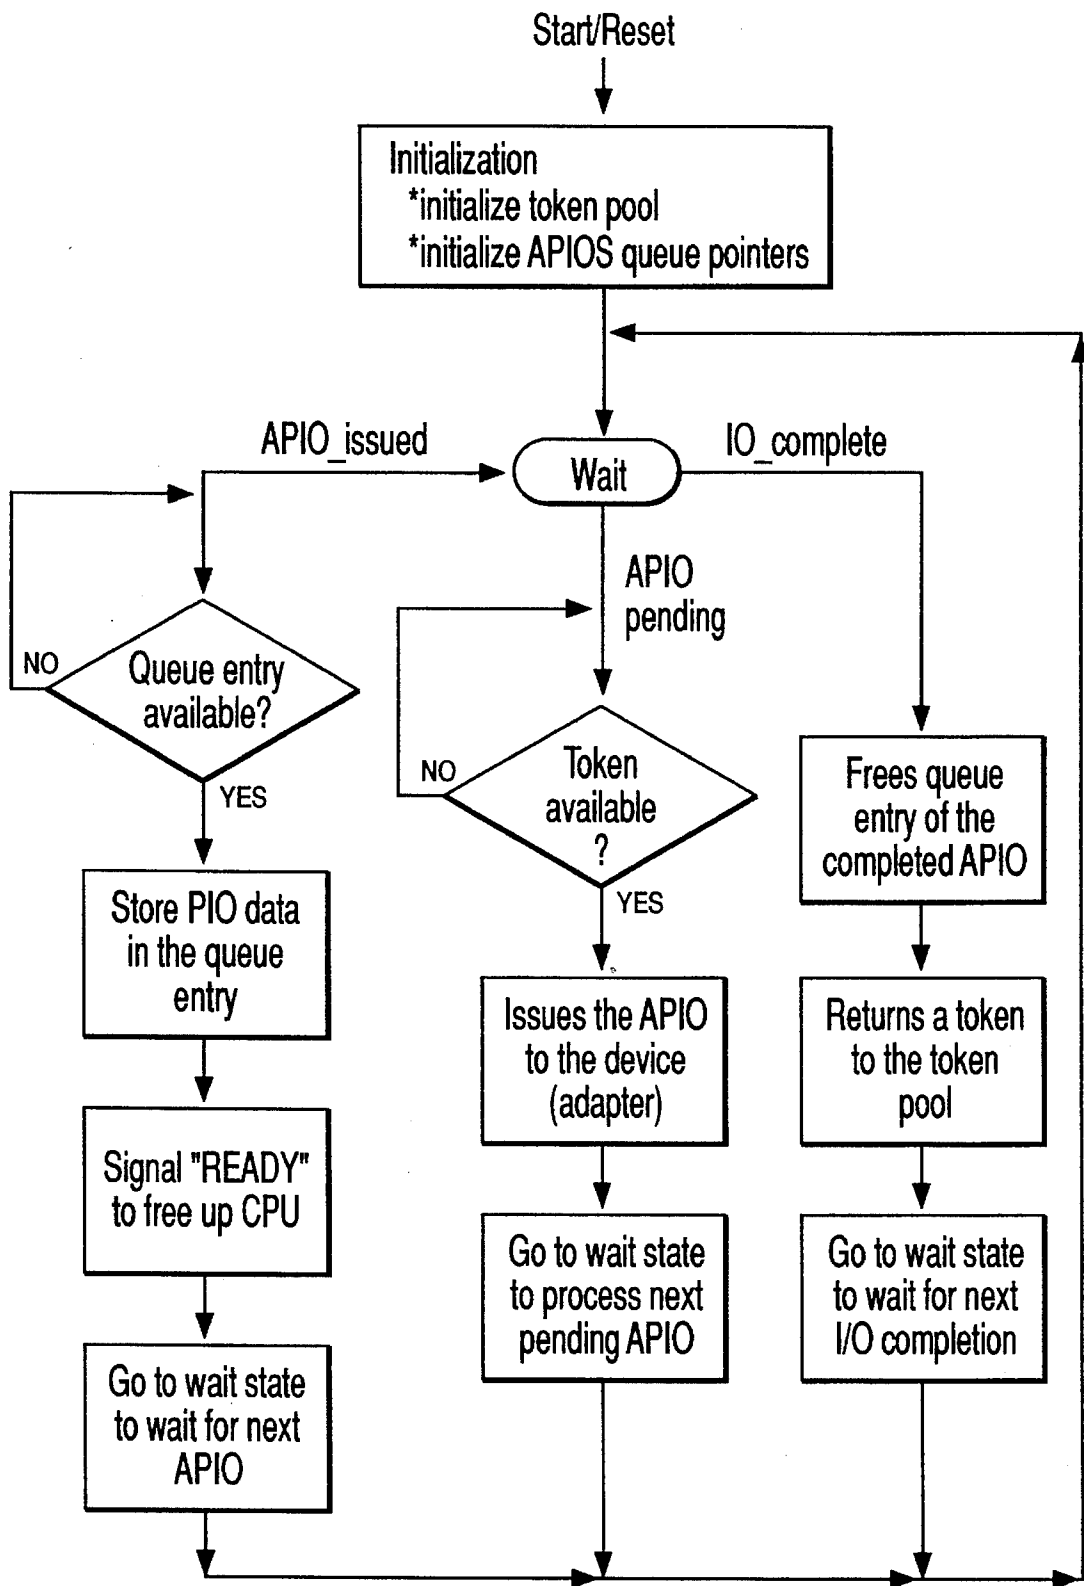 Start/Reset
Initialization
*initialize token pool
*initialize APIOS queue pointers
APIO_issued
Wait
IO_complete
APIO
pending
NO
Queue entry
available?
YES
NO
Token
available
?
YES
Store PIO data
in the queue
entry
Signal "READY"
to free up CPU
Go to wait state
to wait for next
APIO
Issues the APIO
to the device
(adapter)
Go to wait state
to process next
pending APIO
Frees queue
entry of the
completed APIO
Returns a token
to the token
pool
Go to wait state
to wait for next
I/O completion